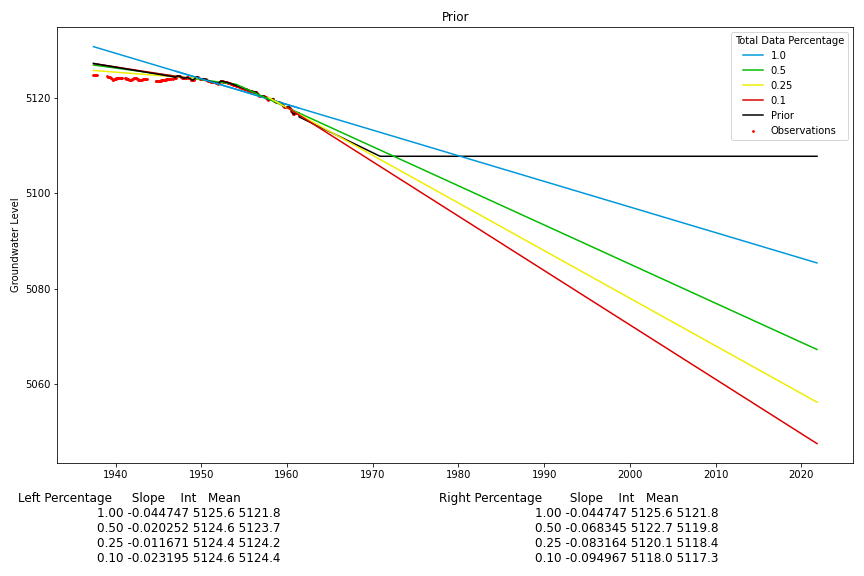 Prior
Total Data Percentage
1.0
0.5
0.25
0.1
Prior
Observations
Groundwater Level
5120
5100
5080
5060
1940 1950 1960 1970 1980 1990 2000 2010 2020
Left Percentage Slope Int Mean
1.00 -0.044747 5125.6 5121.8
0.50 -0.020252 5124.6 5123.7
0.25 -0.011671 5124.4 5124.2
0.10 -0.023195 5124.6 5124.4
Right Percentage Slope Int Mean
1.00 -0.044747 5125.6 5121.8
0.50 -0.068345 5122.7 5119.8
0.25 -0.083164 5120.1 5118.4
0.10 -0.094967 5118.0 5117.3